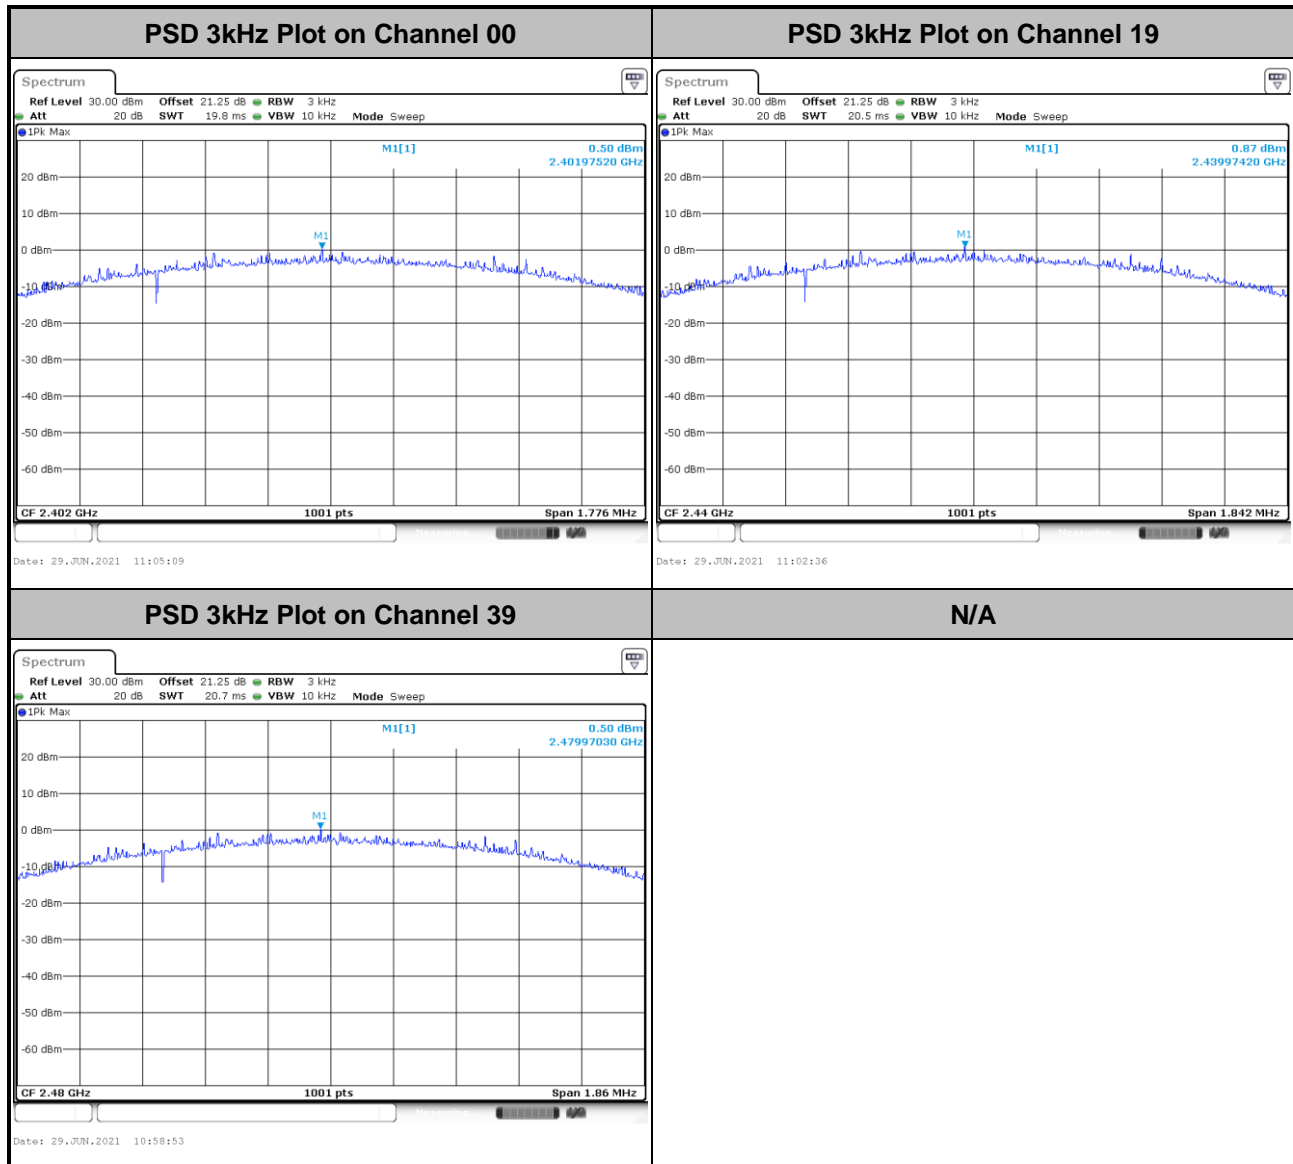 PSD 3kHz Plot on Channel 00
Spectrum
Ref Level 30.00 dBm Offset 21.25 dB RBW 3 kHz
Att 20 dB SWT 19.8 ms VBW 10 kHz Mode Sweep
1Pk Max
M1[1] 0.50 dBm
2.40197520 GHz
20 dBm
10 dBm
M1
0 dBm
-10 dBm
-20 dBm
-30 dBm
-40 dBm
-50 dBm
-60 dBm
CF 2.402 GHz 1001 pts Span 1.776 MHz
Measuring
Date: 29.JUN.2021 11:05:09
PSD 3kHz Plot on Channel 19
Spectrum
Ref Level 30.00 dBm Offset 21.25 dB RBW 3 kHz
Att 20 dB SWT 20.5 ms VBW 10 kHz Mode Sweep
1Pk Max
M1[1] 0.87 dBm
2.43997420 GHz
20 dBm
10 dBm
M1
0 dBm
-10 dBm
-20 dBm
-30 dBm
-40 dBm
-50 dBm
-60 dBm
CF 2.44 GHz 1001 pts Span 1.842 MHz
Measuring
Date: 29.JUN.2021 11:02:36
PSD 3kHz Plot on Channel 39
Spectrum
Ref Level 30.00 dBm Offset 21.25 dB RBW 3 kHz
Att 20 dB SWT 20.7 ms VBW 10 kHz Mode Sweep
1Pk Max
M1[1] 0.50 dBm
2.47997030 GHz
20 dBm
10 dBm
M1
0 dBm
-10 dBm
-20 dBm
-30 dBm
-40 dBm
-50 dBm
-60 dBm
CF 2.48 GHz 1001 pts Span 1.86 MHz
Measuring
Date: 29.JUN.2021 10:58:53
N/A